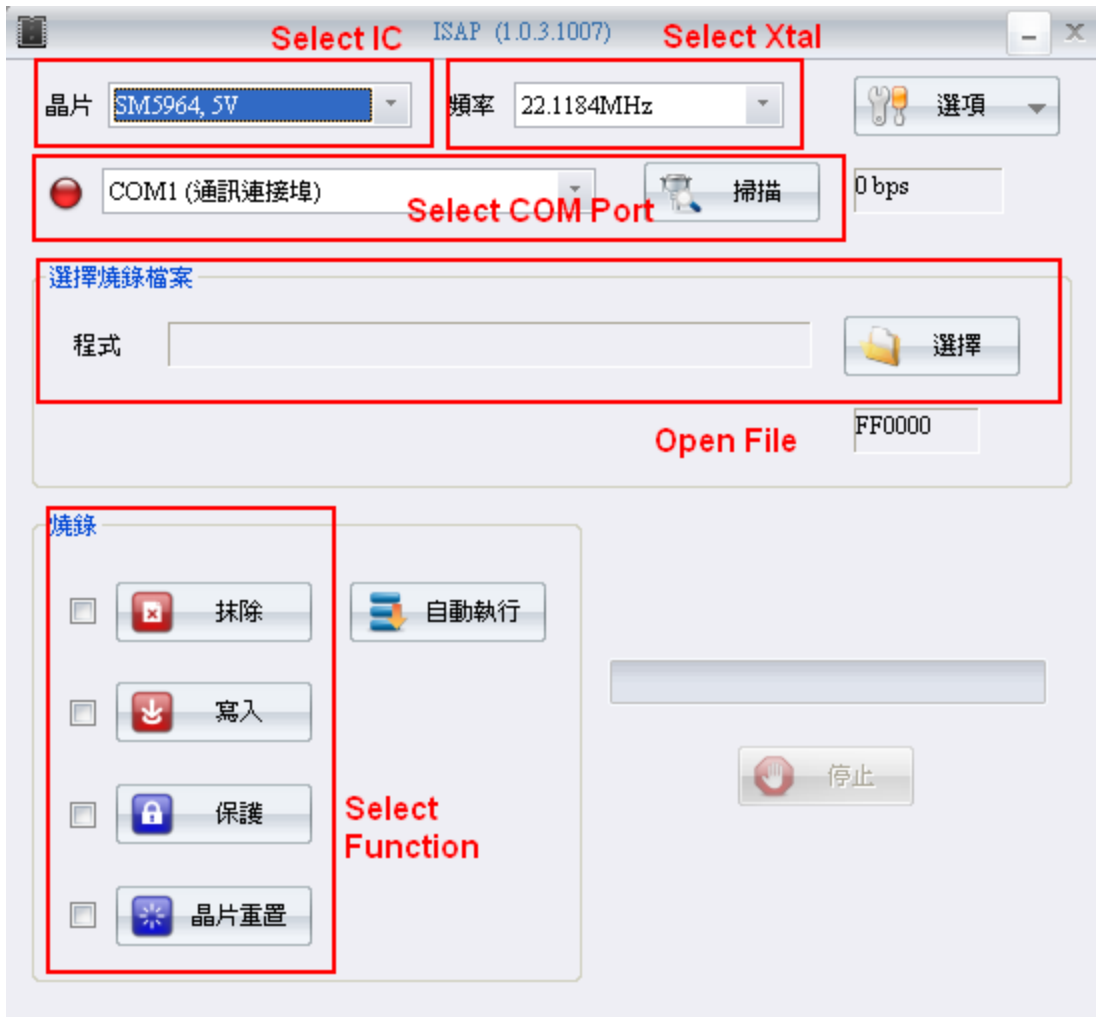 Select IC ISAP (1.0.3.1007) Select Xtal
晶片 SM5964, 5V 頻率 22.1184MHz 選項
COM1 (通訊連接埠) 掃描 0 bps
Select COM Port
選擇燒錄檔案
程式 選擇
Open File FF0000
燒錄
抹除 自動執行
寫入
停止
保護 Select
Function
晶片重置